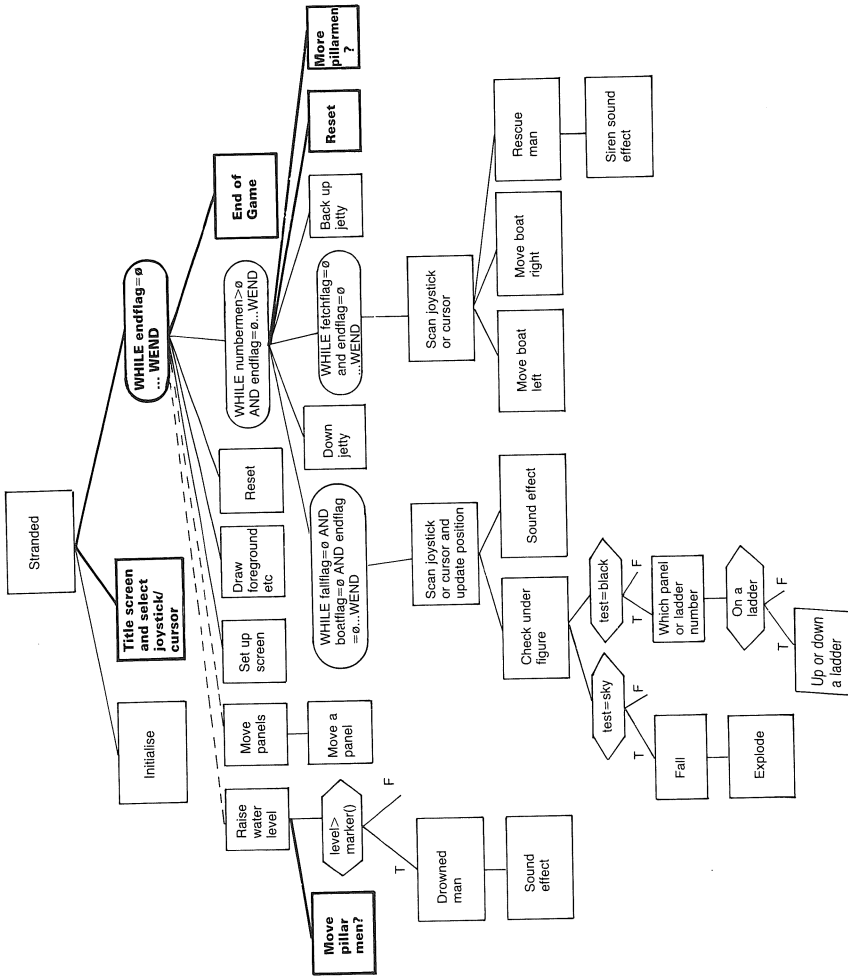 Stranded
Initialise
Title screen
and select
joystick/
cursor
WHILE endflag=ø
... WEND
Raise
water
level
Move
panels
Set up
screen
Draw
foreground
etc
Reset
WHILE numbermen>ø
AND endflag=ø...WEND
End of
Game
Move
pillar
men?
level>
marker()
T
F
Drowned
man
Sound
effect
Move a
panel
WHILE fallflag=ø AND
boatflag=ø AND endflag
=ø...WEND
Down
jetty
WHILE fetchflag=ø
and endflag=ø
...WEND
Back up
jetty
Reset
More
pillarmen
?
Scan joystick
or cursor and
update position
Check under
figure
Sound effect
test=sky
T
F
Fall
Explode
test=black
T
F
Which panel
or ladder
number
On a
ladder
T
F
Up or down
a ladder
Scan joystick
or cursor
Move boat
left
Move boat
right
Rescue
man
Siren sound
effect